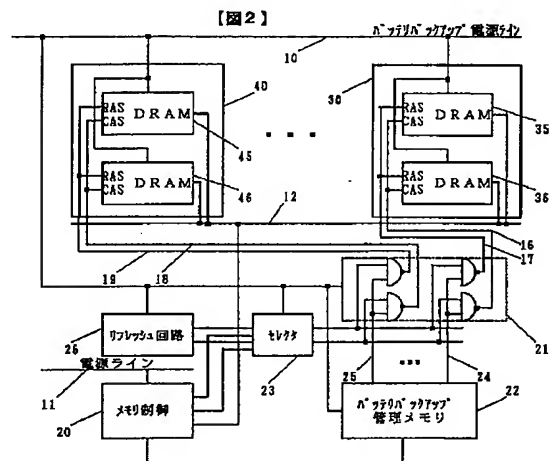 【図2】
バッテリバックアップ 電源ライン
10
40
30
RAS
CAS
DRAM
45
RAS
CAS
DRAM
35
RAS
CAS
DRAM
46
RAS
CAS
DRAM
36
12
16
17
19
18
26
リフレッシュ回路
セレクタ
23
21
電源ライン
11
25
24
20
メモリ制御
バッテリバックアップ
管理メモリ
22